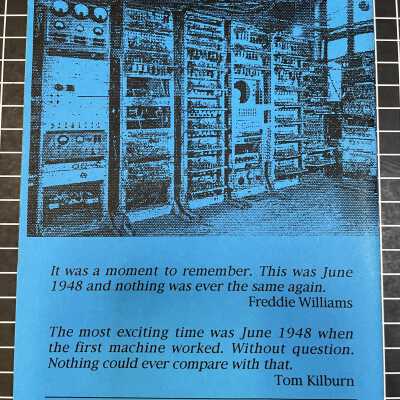 It was a moment to remember. This was June
1948 and nothing was ever the same again.
Freddie Williams
The most exciting time was June 1948 when
the first machine worked. Without question.
Nothing could ever compare with that.
Tom Kilburn